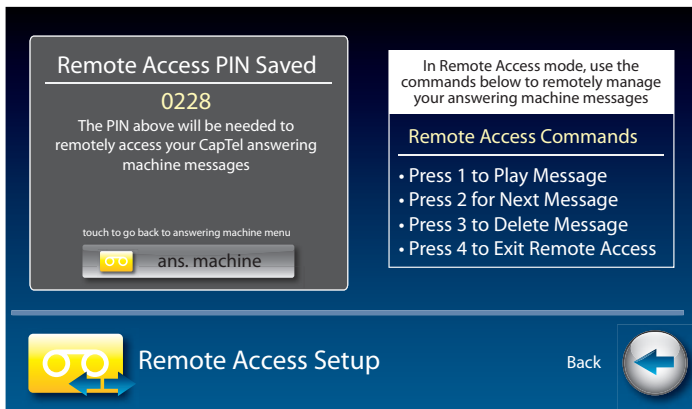 Remote Access PIN Saved
0228
The PIN above will be needed to
remotely access your CapTel answering
machine messages
touch to go back to answering machine menu
ans. machine
In Remote Access mode, use the
commands below to remotely manage
your answering machine messages
Remote Access Commands
• Press 1 to Play Message
• Press 2 for Next Message
• Press 3 to Delete Message
• Press 4 to Exit Remote Access
Remote Access Setup
Back